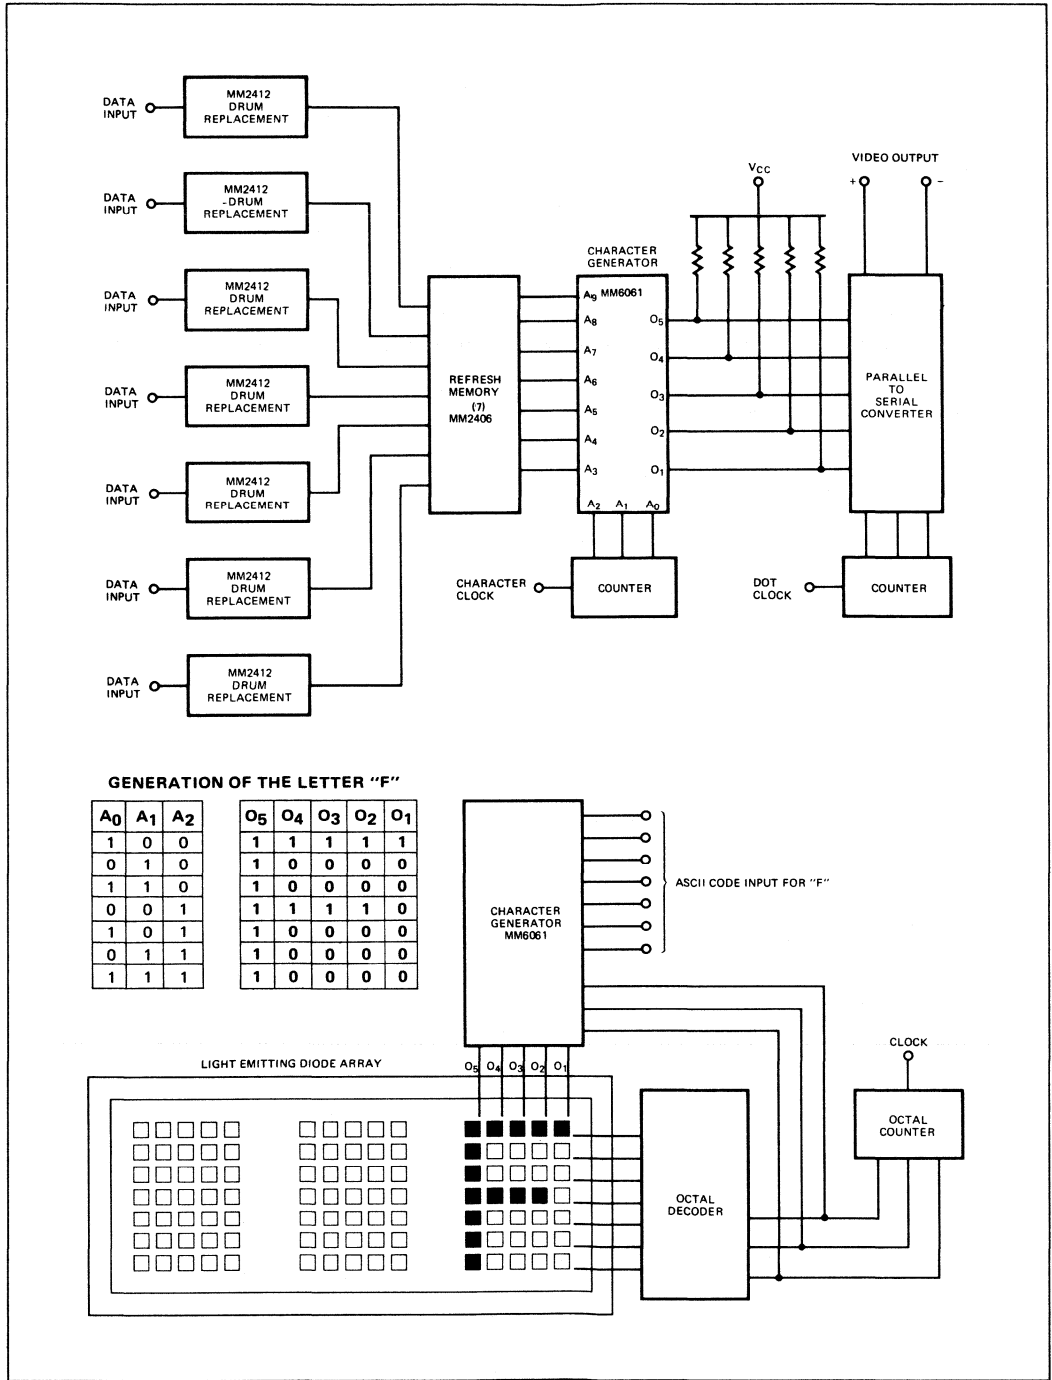 DATA
INPUT
MM2412
DRUM
REPLACEMENT
DATA
INPUT
MM2412
-DRUM
REPLACEMENT
DATA
INPUT
MM2412
DRUM
REPLACEMENT
DATA
INPUT
MM2412
DRUM
REPLACEMENT
DATA
INPUT
MM2412
DRUM
REPLACEMENT
DATA
INPUT
MM2412
DRUM
REPLACEMENT
DATA
INPUT
MM2412
DRUM
REPLACEMENT
REFRESH
MEMORY
(7)
MM2406
CHARACTER
GENERATOR
A9 MM6061
A8 O5
A7
O4
A6
O3
A5
O2
A4
A3 O1
A2 A1 A0
CHARACTER
CLOCK
COUNTER
VCC
VIDEO OUTPUT
+ -
PARALLEL
TO
SERIAL
CONVERTER
DOT
CLOCK
COUNTER
GENERATION OF THE LETTER "F"
A0 A1 A2 O5 O4 O3 O2 O1
1 0 0 1 1 1 1 1
0 1 0 1 0 0 0 0
1 1 0 1 0 0 0 0
0 0 1 1 1 1 1 0
1 0 1 1 0 0 0 0
0 1 1 1 0 0 0 0
1 1 1 1 0 0 0 0
CHARACTER
GENERATOR
MM6061
ASCII CODE INPUT FOR "F"
LIGHT EMITTING DIODE ARRAY
O5 O4 O3 O2 O1
OCTAL
DECODER
CLOCK
OCTAL
COUNTER